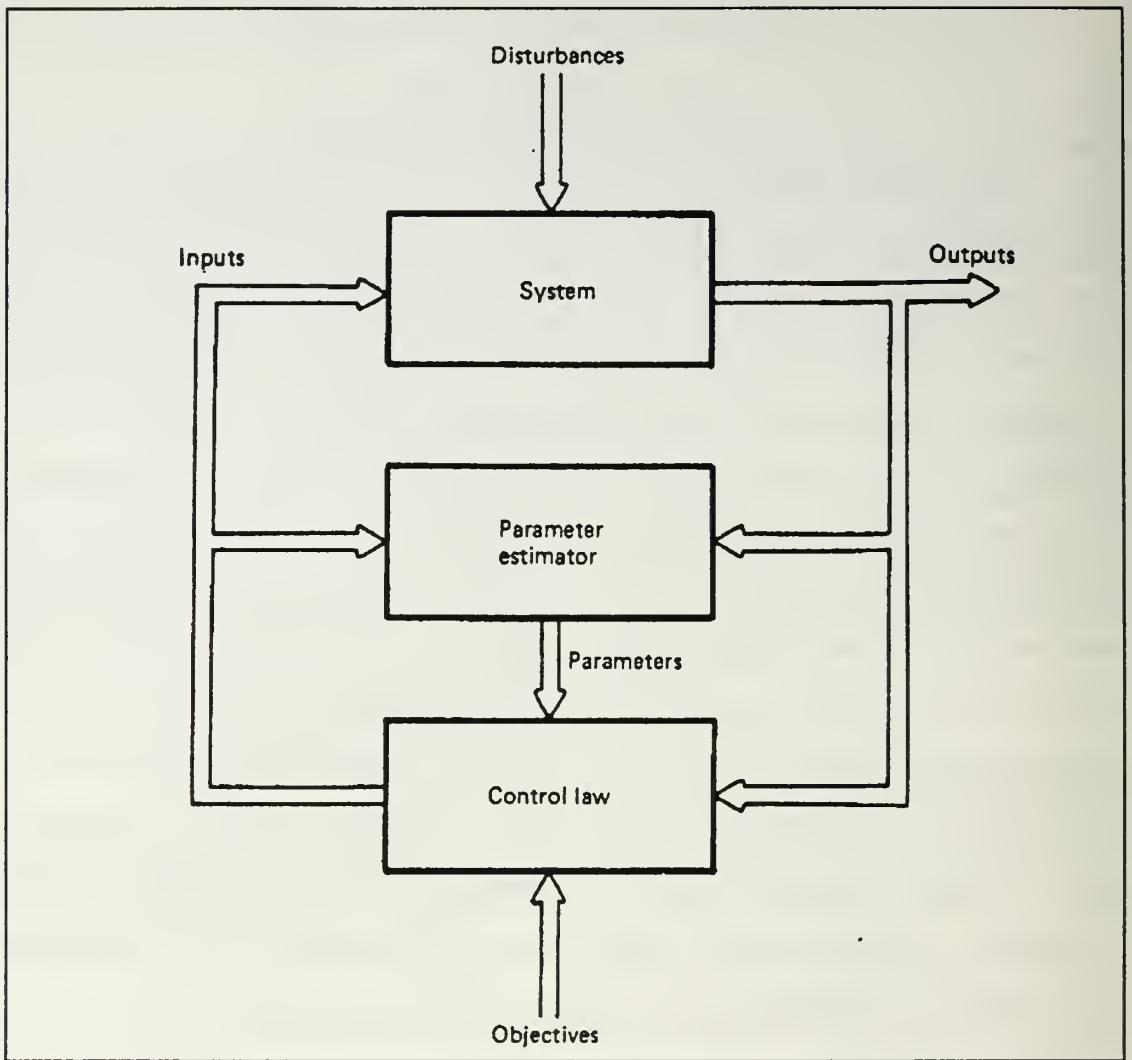 Disturbances
Inputs
Outputs
System
Parameter
estimator
Parameters
Control law
Objectives